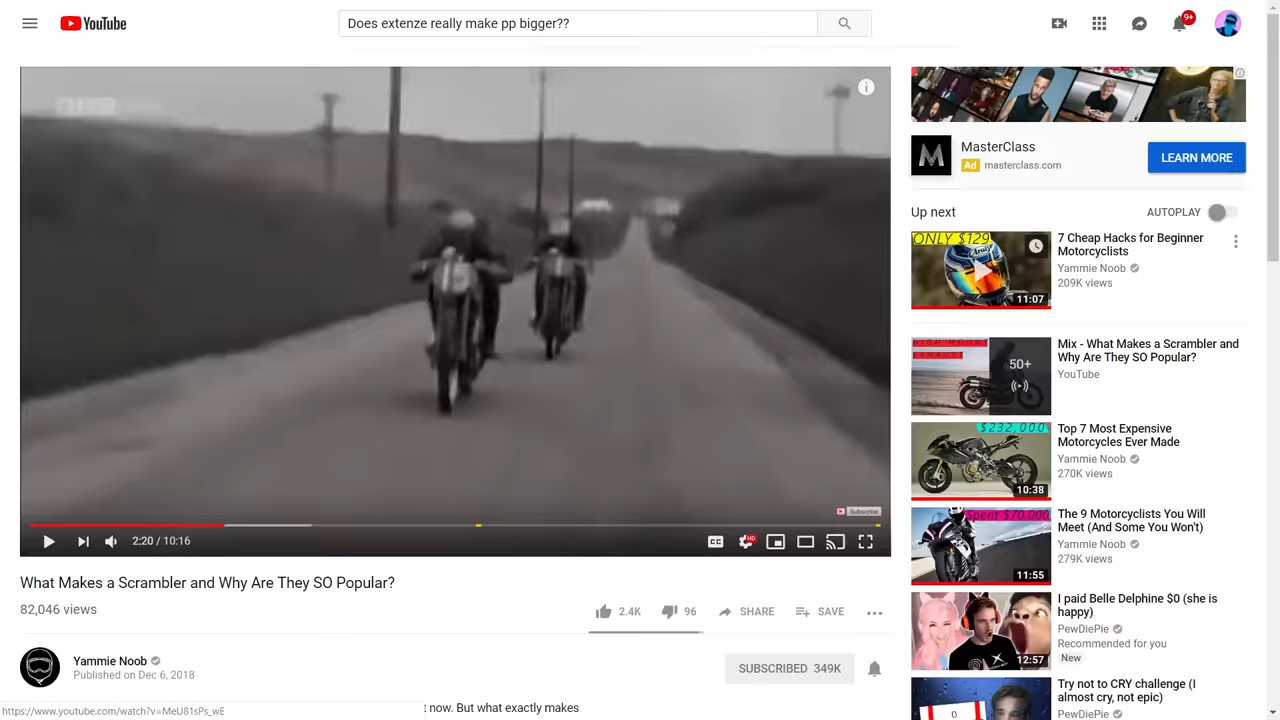 YouTube
Does extenze really make pp bigger??
9+
Subscribe
2:20 / 10:16
CC
HD
What Makes a Scrambler and Why Are They SO Popular?
82,046 views
2.4K
96
SHARE
SAVE
Yammie Noob
Published on Dec 6, 2018
SUBSCRIBED 349K
t now. But what exactly makes
https://www.youtube.com/watch?v=MeU81sPs_wE
M
MasterClass
Ad masterclass.com
LEARN MORE
Up next
AUTOPLAY
ONLY $129
Arai
11:07
7 Cheap Hacks for Beginner
Motorcyclists
Yammie Noob
209K views
HIGH MOUNT
EXHAUST
50+
Mix - What Makes a Scrambler and
Why Are They SO Popular?
YouTube
$232,000
10:38
Top 7 Most Expensive
Motorcycles Ever Made
Yammie Noob
270K views
Spent $70,000
11:55
The 9 Motorcyclists You Will
Meet (And Some You Won't)
Yammie Noob
279K views
12:57
I paid Belle Delphine $0 (she is
happy)
PewDiePie
Recommended for you
New
0
Try not to CRY challenge (I
almost cry, not epic)
PewDiePie